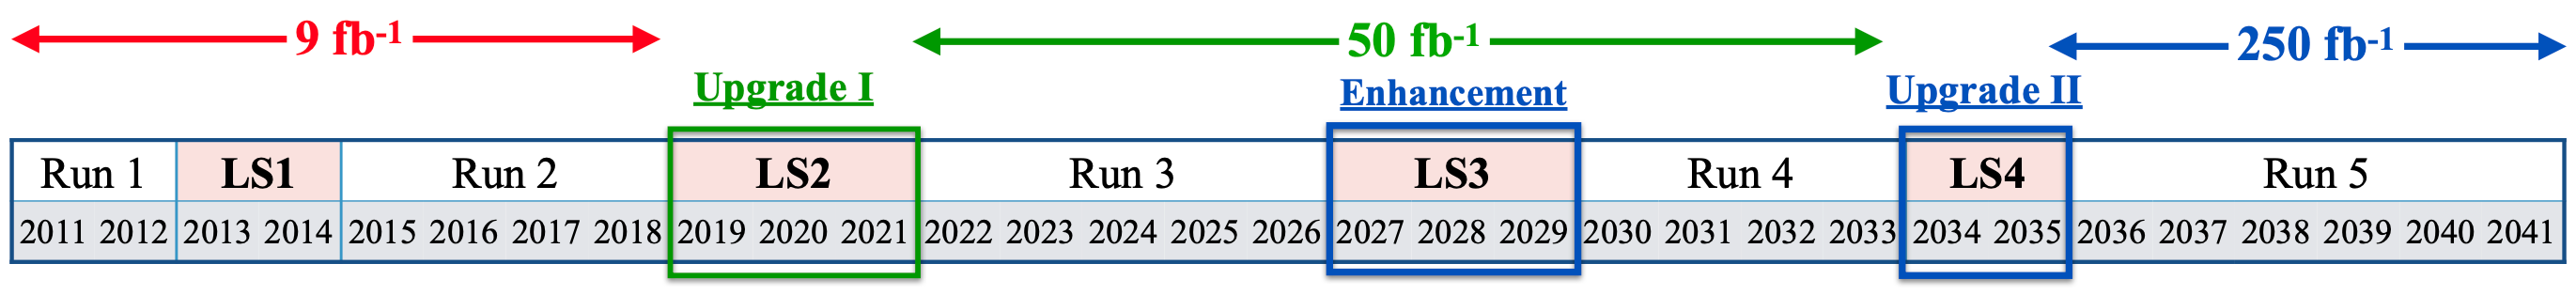 9 fb-1 50 fb-1 250 fb-1
Upgrade I Enhancement Upgrade II
Run 1 LS1 Run 2 LS2 Run 3 LS3 Run 4 LS4 Run 5
2011 2012 2013 2014 2015 2016 2017 2018 2019 2020 2021 2022 2023 2024 2025 2026 2027 2028 2029 2030 2031 2032 2033 2034 2035 2036 2037 2038 2039 2040 2041